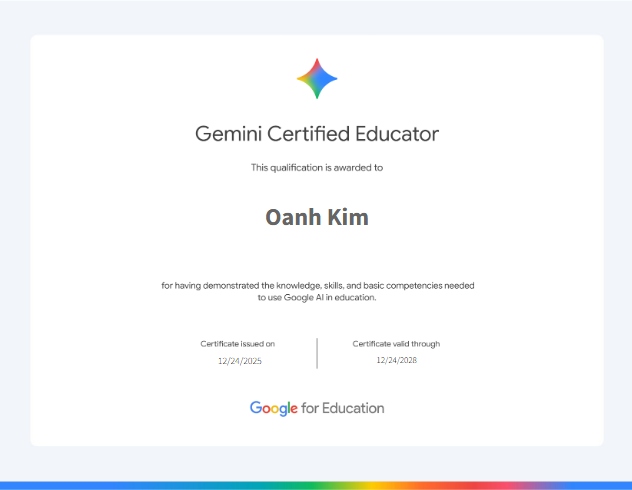 Gemini Certified Educator
This qualification is awarded to
Oanh Kim
for having demonstrated the knowledge, skills, and basic competencies needed
to use Google AI in education.
Certificate issued on
12/24/2025
Certificate valid through
12/24/2028
Google for Education